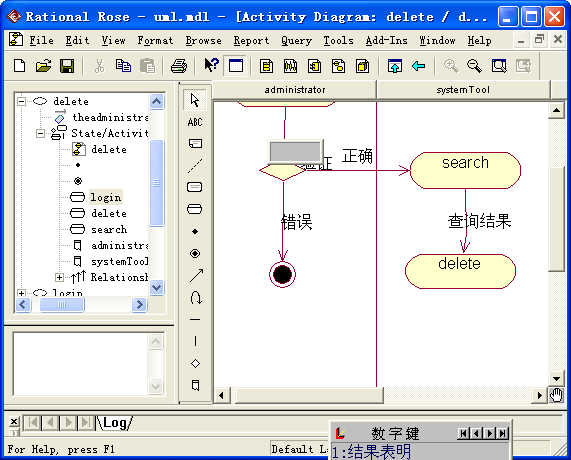 Rational Rose - uml.mdl - [Activity Diagram: delete / d...
File Edit View Format Browse Report Query Tools Add-Ins Window Help
administrator systemTool
delete
theadministra
State/Activit
delete
login
delete
search
administra
systemTool
Relationsh
login
ABC
验证 正确
search
错误
查询结果
delete
Log
For Help, press F1
Default L
数字键
1:结果表明